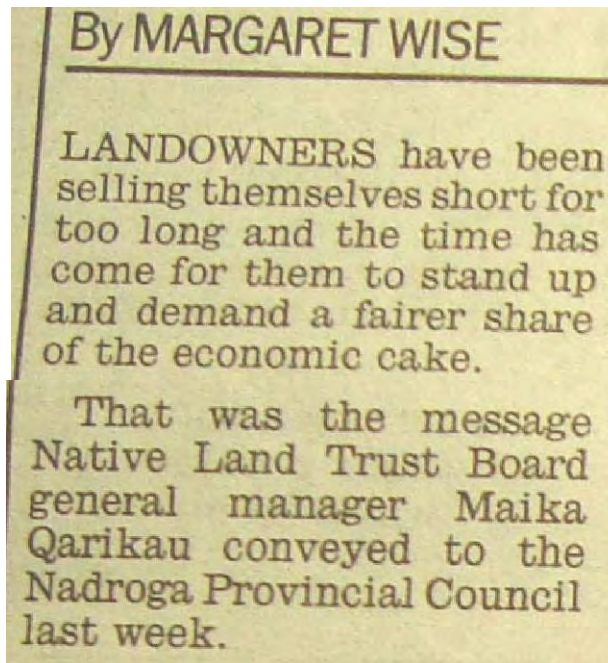 By MARGARET WISE
LANDOWNERS have been
selling themselves short for
too long and the time has
come for them to stand up
and demand a fairer share
of the economic cake.
That was the message
Native Land Trust Board
general manager Maika
Qarikau conveyed to the
Nadroga Provincial Council
last week.